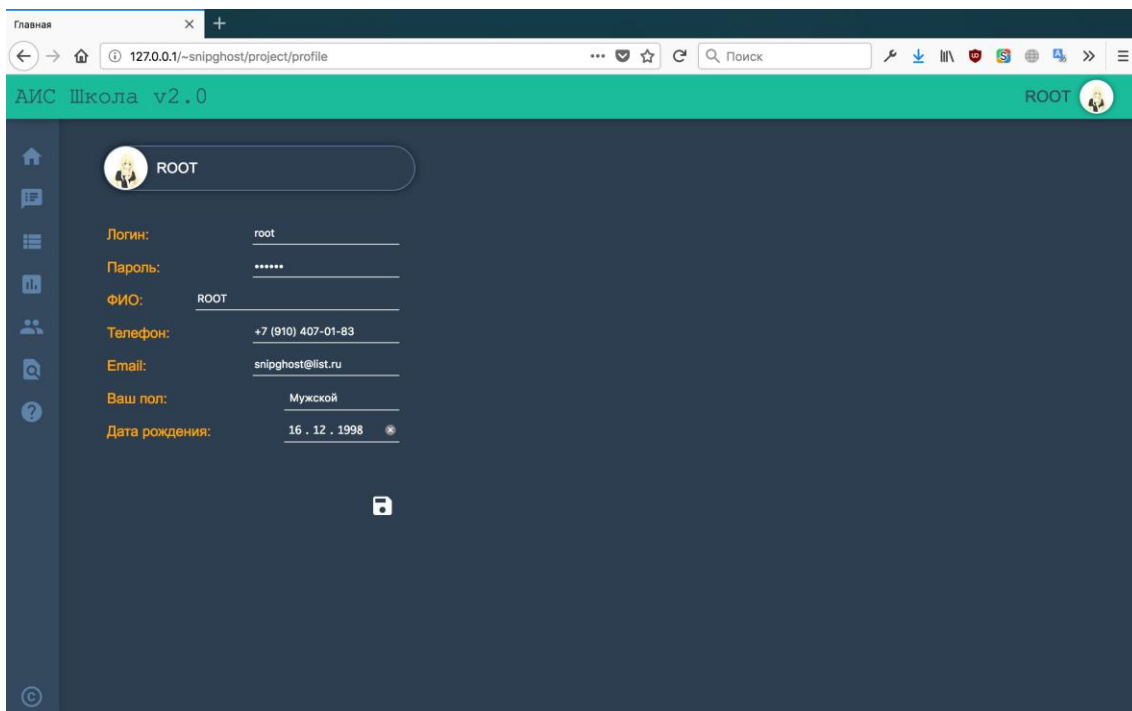 Главная
127.0.0.1/~snipghost/project/profile
Поиск
АИС Школа v2.0
ROOT
ROOT
Логин: root
Пароль: ••••••
ФИО: ROOT
Телефон: +7 (910) 407-01-83
Email: snipghost@list.ru
Ваш пол: Мужской
Дата рождения: 16 . 12 . 1998